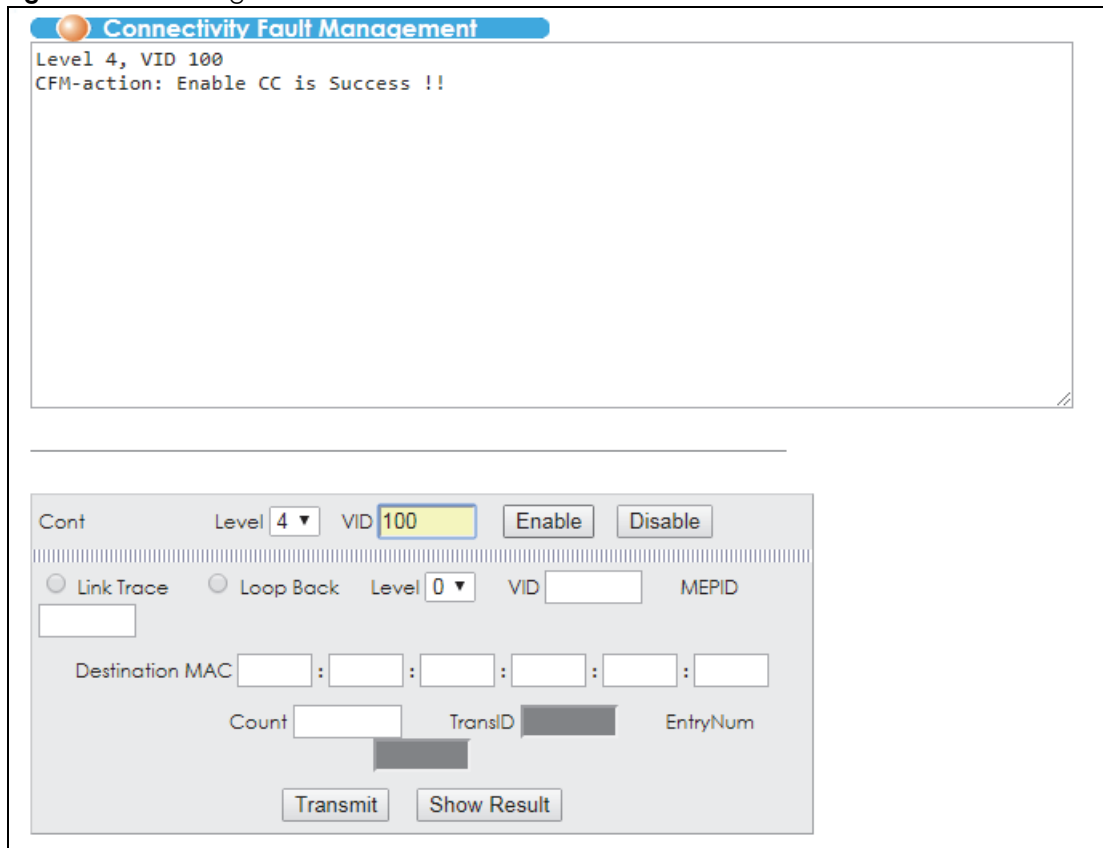 Connectivity Fault Management
Level 4, VID 100
CFM-action: Enable CC is Success !!
Cont Level 4 VID 100 Enable Disable
Link Trace Loop Back Level 0 VID MEPID
Destination MAC : : : : :
Count TransID EntryNum
Transmit Show Result